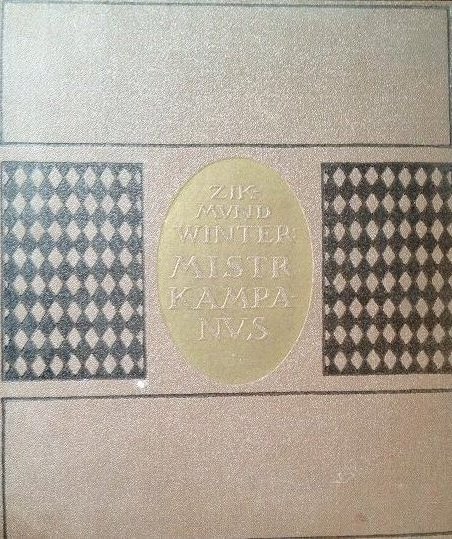 ZIK-
MVND
WINTER:
MISTR
KAMPA-
NVS